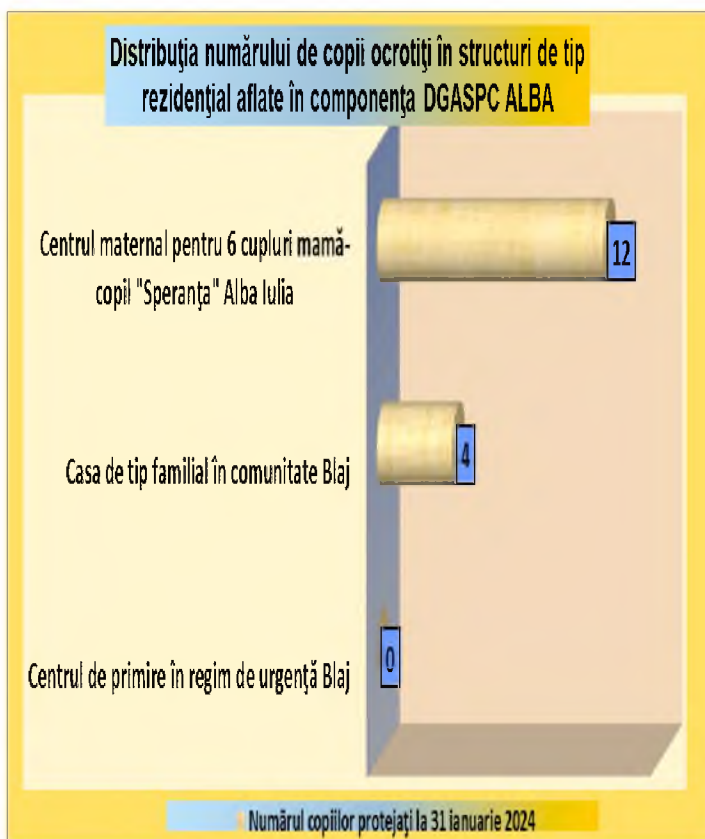 Distribuţia numărului de copii ocrotiţi în structuri de tip
rezidenţial aflate în componenţa DGASPC ALBA
Centrul maternal pentru 6 cupluri mamă-
copil "Speranţa" Alba Iulia
12
Casa de tip familial în comunitate Blaj
4
Centrul de primire în regim de urgenţă Blaj
0
Numărul copiilor protejaţi la 31 ianuarie 2024